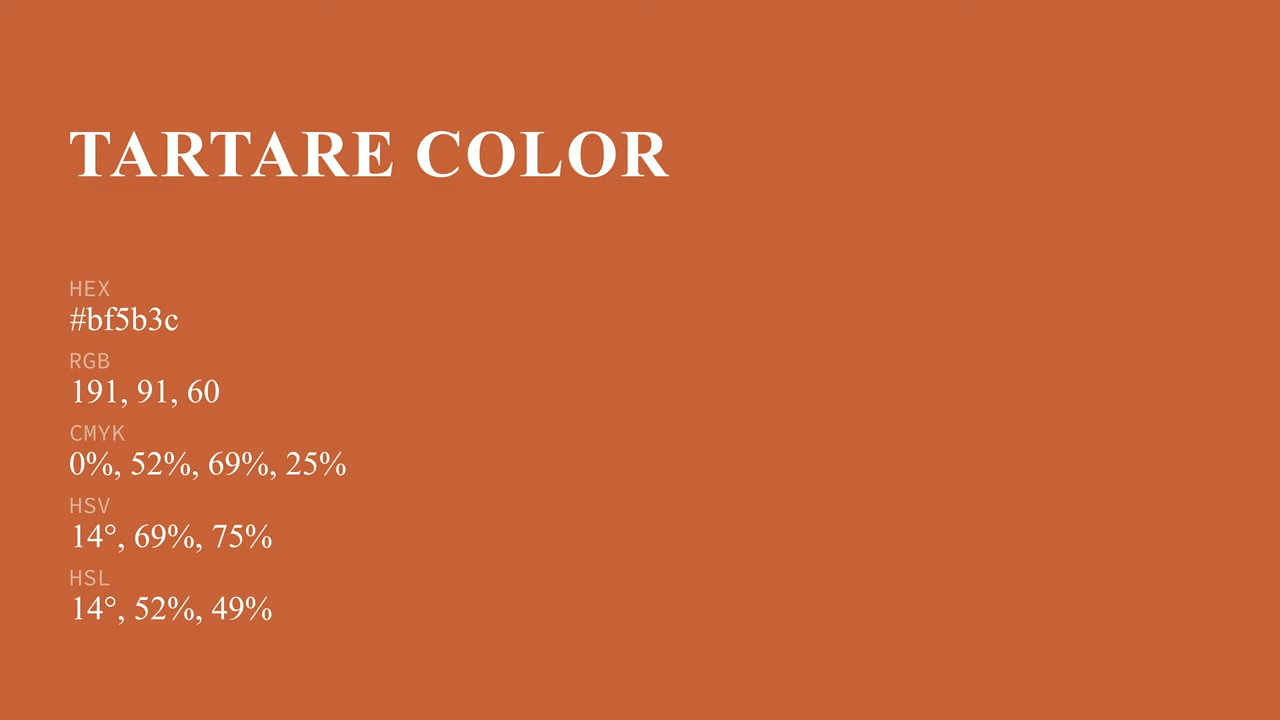 TARTARE COLOR
HEX
#bf5b3c
RGB
191, 91, 60
CMYK
0%, 52%, 69%, 25%
HSV
14°, 69%, 75%
HSL
14°, 52%, 49%